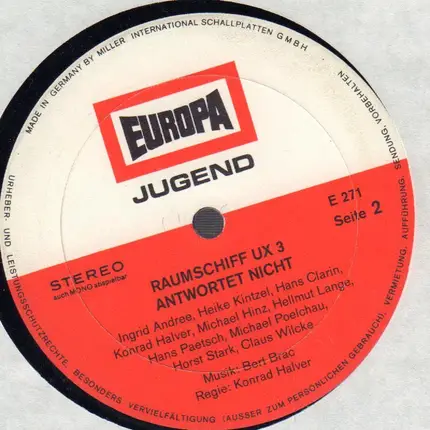 MADE IN GERMANY BY MILLER INTERNATIONAL SCHALLPLATTEN GMBH
EUROPA
JUGEND
E 271
Seite 2
STEREO
auch MONO abspielbar
RAUMSCHIFF UX 3
ANTWORTET NICHT
Ingrid Andree, Heike Kintzel, Hans Clarin,
Konrad Halver, Michael Hinz, Hellmut Lange,
Hans Paetsch, Michael Poelchau,
Horst Stark, Claus Wilcke
Musik: Bert Brac
Regie: Konrad Halver
URHEBER- UND LEISTUNGSSCHUTZRECHTE, BESONDERS VERVIELFÄLTIGUNG (AUSSER ZUM PERSÖNLICHEN GEBRAUCH), VERMIETUNG, AUFFÜHRUNG, SENDUNG, VORBEHALTEN